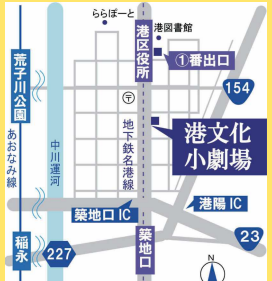 ららぽーと
港図書館
港区役所
①番出口
荒子川公園
〒
154
あおなみ線
中川運河
地下鉄名港線
港文化
小劇場
築地口IC
港陽IC
稲永
227
築地口
23
N